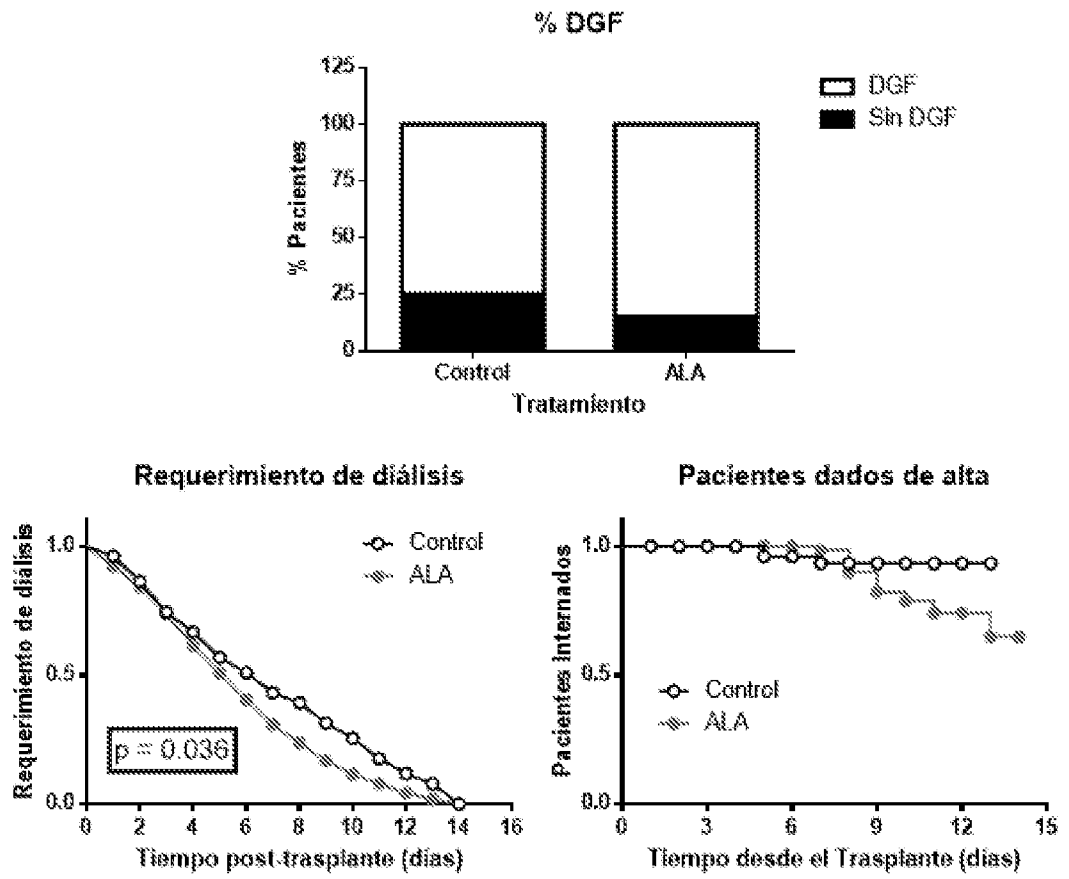 % DGF
125
100
75
50
25
0
% Pacientes
DGF
Sin DGF
Control
ALA
Tratamiento
Requerimiento de diálisis
Requerimiento de diálisis
1.0
0.5
0.0
Control
ALA
p = 0.036
0 2 4 6 8 10 12 14 16
Tiempo post-trasplante (días)
Pacientes dados de alta
Pacientes internados
1.0
0.5
0.0
Control
ALA
0 3 6 9 12 15
Tiempo desde el Trasplante (días)